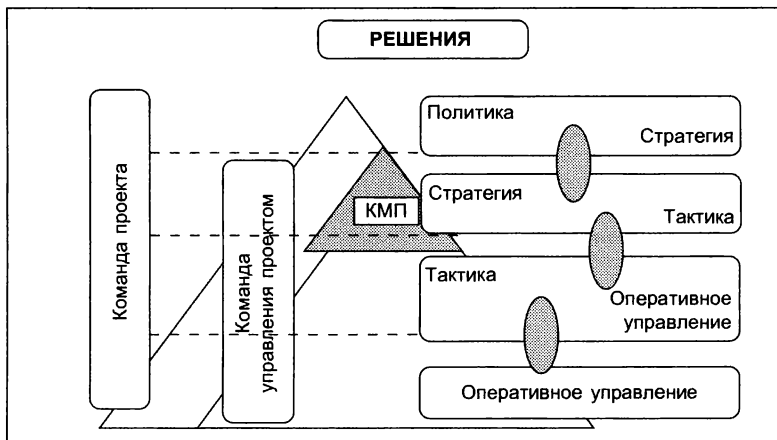 РЕШЕНИЯ
Команда проекта
Команда
управления проектом
КМП
Политика
Стратегия
Стратегия
Тактика
Тактика
Оперативное
управление
Оперативное управление